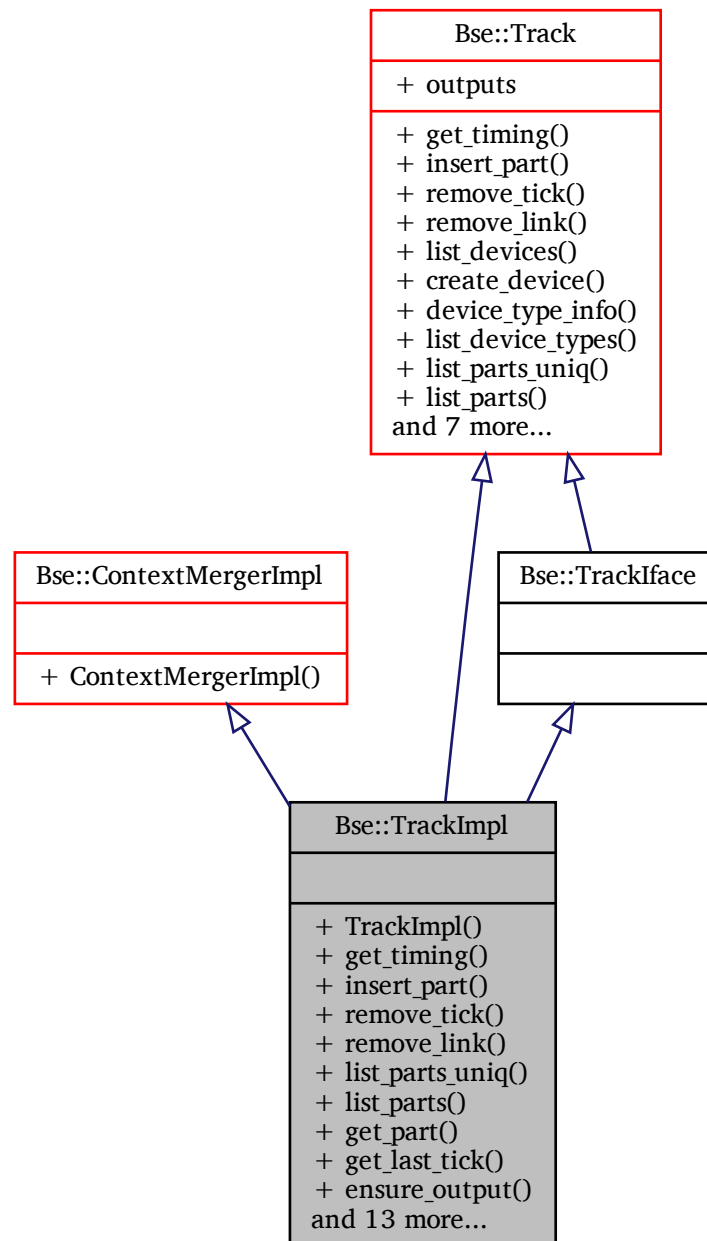 Bse::Track
+ outputs
+ get_timing()
+ insert_part()
+ remove_tick()
+ remove_link()
+ list_devices()
+ create_device()
+ device_type_info()
+ list_device_types()
+ list_parts_uniq()
+ list_parts()
and 7 more...
Bse::ContextMergerImpl
+ ContextMergerImpl()
Bse::TrackIface
Bse::TrackImpl
+ TrackImpl()
+ get_timing()
+ insert_part()
+ remove_tick()
+ remove_link()
+ list_parts_uniq()
+ list_parts()
+ get_part()
+ get_last_tick()
+ ensure_output()
and 13 more...